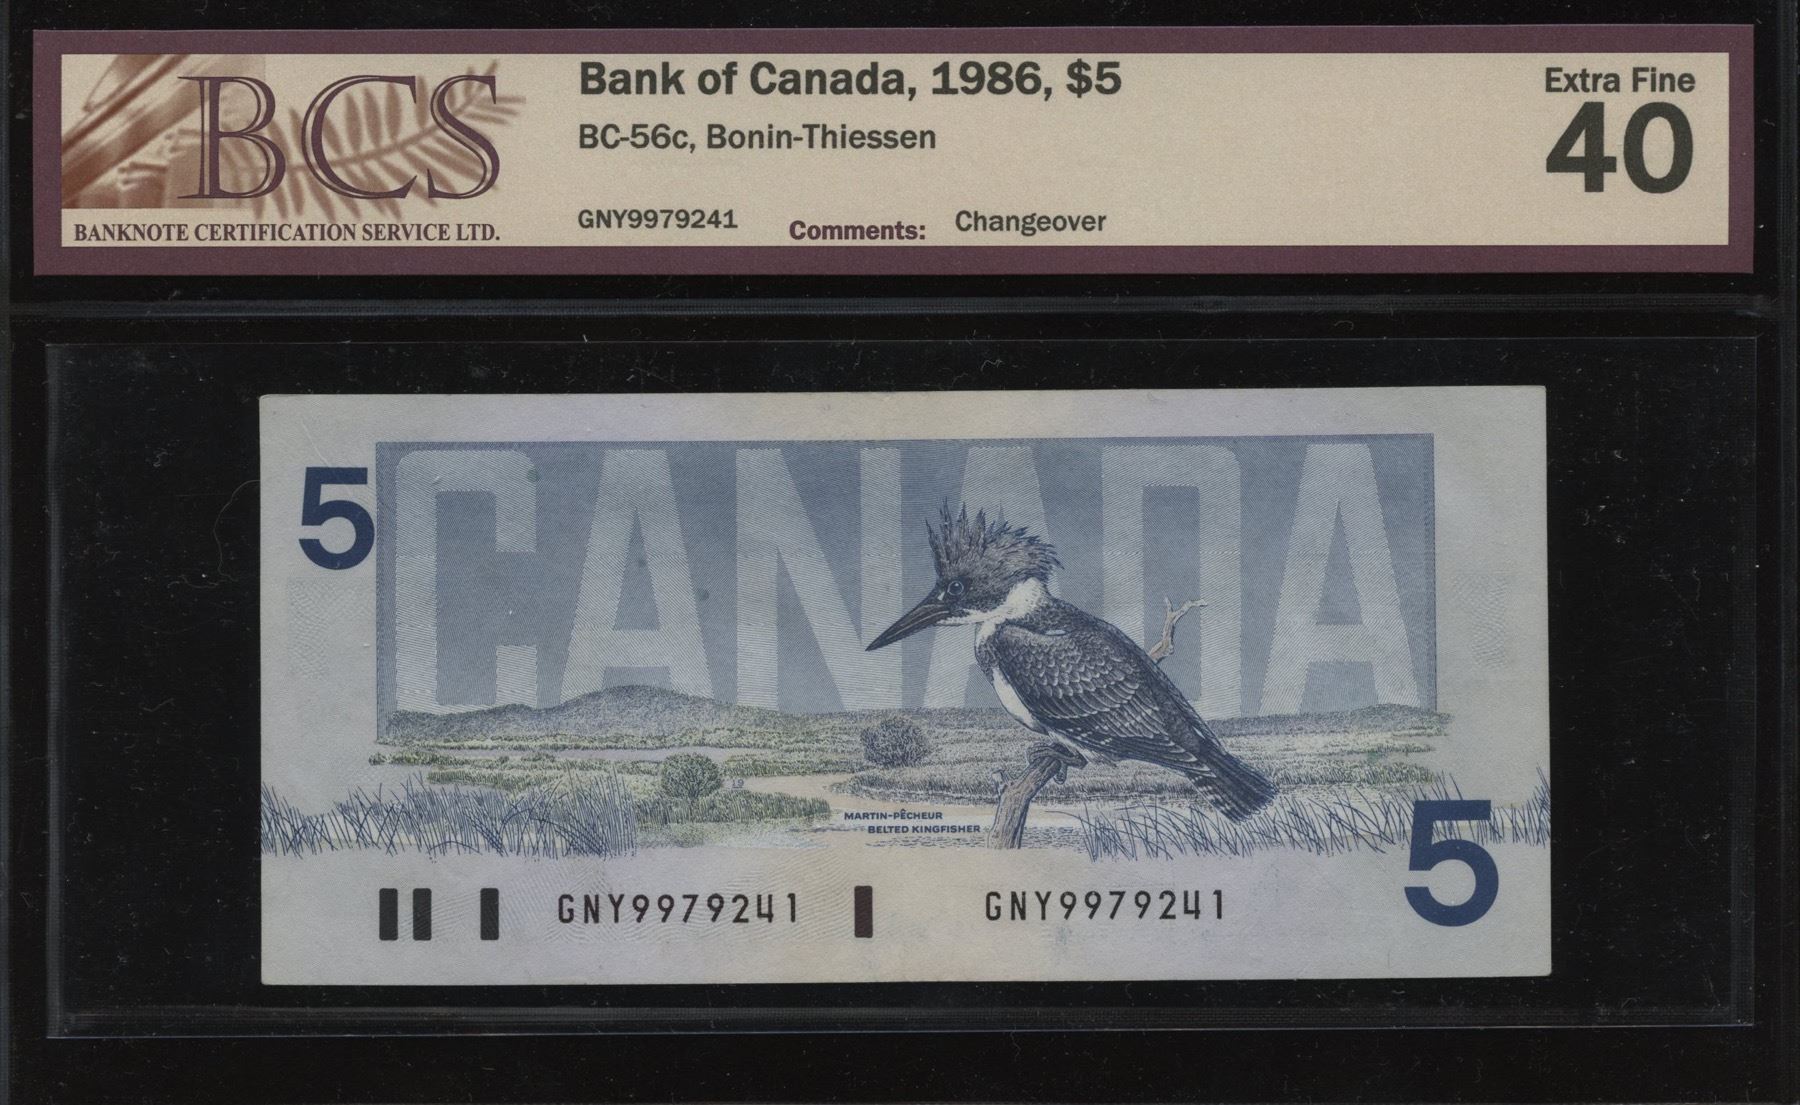 BCS
BANKNOTE CERTIFICATION SERVICE LTD.
Bank of Canada, 1986, $5
BC-56c, Bonin-Thiessen
GNY9979241
Comments: Changeover
Extra Fine
40
5
CANADA
19
MARTIN-PÊCHEUR
BELTED KINGFISHER
GNY9979241
GNY9979241
5